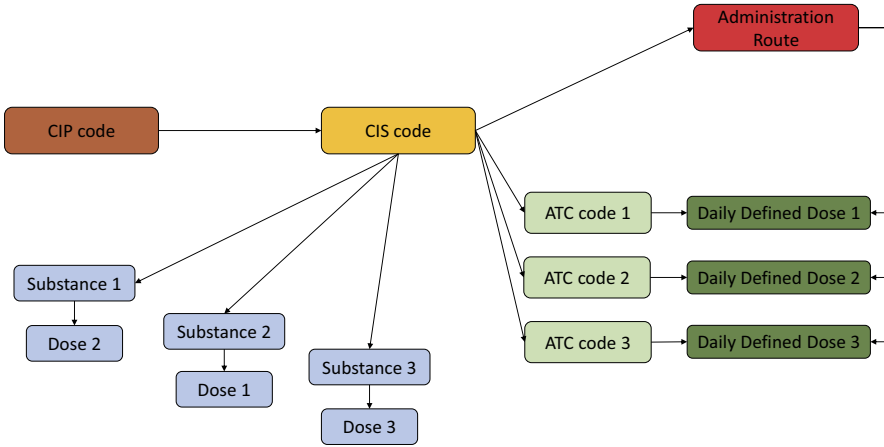 Administration
Route
CIP code
CIS code
ATC code 1
Daily Defined Dose 1
Substance 1
ATC code 2
Daily Defined Dose 2
Dose 2
Substance 2
ATC code 3
Daily Defined Dose 3
Substance 3
Dose 1
Dose 3